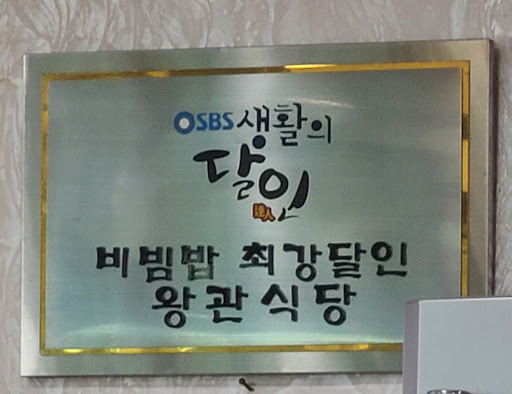 SBS 생활의
달인
達人
비빔밥 최강달인
왕관식당